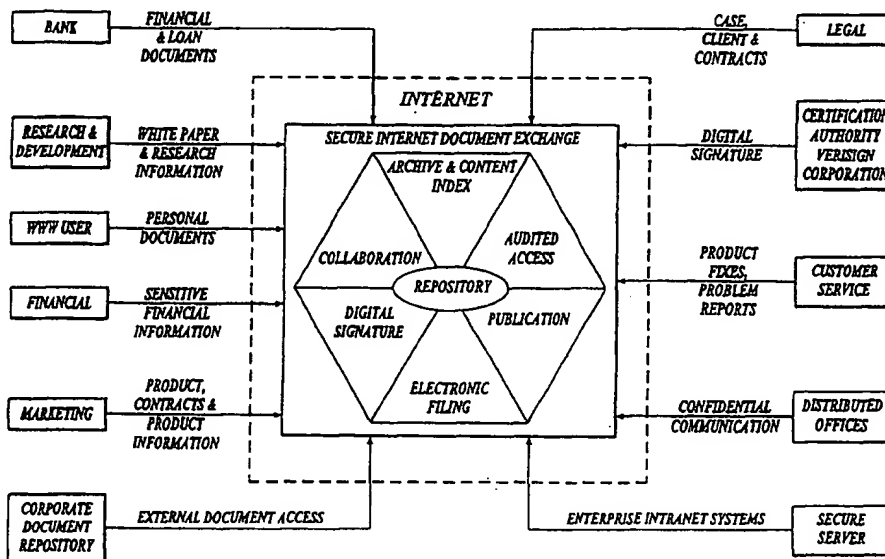 BANK
FINANCIAL
& LOAN
DOCUMENTS
CASE,
CLIENT &
CONTRACTS
LEGAL
INTERNET
RESEARCH &
DEVELOPMENT
WHITE PAPER
& RESEARCH
INFORMATION
SECURE INTERNET DOCUMENT EXCHANGE
ARCHIVE & CONTENT
INDEX
DIGITAL
SIGNATURE
CERTIFICATION
AUTHORITY
VERISIGN
CORPORATION
WWW USER
PERSONAL
DOCUMENTS
COLLABORATION
AUDITED
ACCESS
PRODUCT
FIXES,
PROBLEM
REPORTS
CUSTOMER
SERVICE
FINANCIAL
SENSITIVE
FINANCIAL
INFORMATION
REPOSITORY
DIGITAL
SIGNATURE
PUBLICATION
MARKETING
PRODUCT,
CONTRACTS &
PRODUCT
INFORMATION
ELECTRONIC
FILING
CONFIDENTIAL
COMMUNICATION
DISTRIBUTED
OFFICES
CORPORATE
DOCUMENT
REPOSITORY
EXTERNAL DOCUMENT ACCESS
ENTERPRISE INTRANET SYSTEMS
SECURE
SERVER